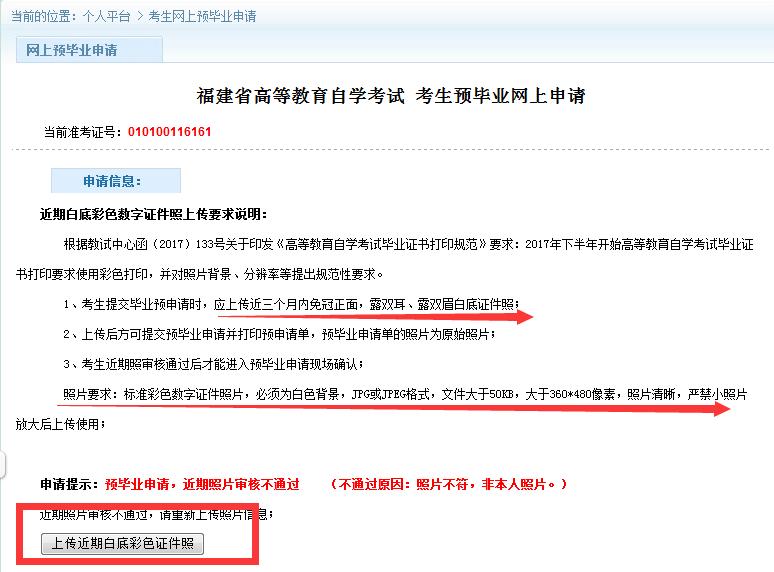 当前的位置：个人平台 > 考生网上预毕业申请
网上预毕业申请
福建省高等教育自学考试 考生预毕业网上申请
当前准考证号：010100116161
申请信息：
近期白底彩色数字证件照上传要求说明：
根据教试中心函（2017）133号关于印发《高等教育自学考试毕业证书打印规范》要求：2017年下半年开始高等教育自学考试毕业证
书打印要求使用彩色打印，并对照片背景、分辨率等提出规范性要求。
1、考生提交毕业预申请时，应上传近三个月内免冠正面，露双耳、露双眉白底证件照；
2、上传后方可提交预毕业申请并打印预申请单，预毕业申请单的照片为原始照片；
3、考生近期照审核通过后才能进入预毕业申请现场确认；
照片要求：标准彩色数字证件照片，必须为白色背景，JPG或JPEG格式，文件大于50KB，大于360*480像素，照片清晰，严禁小照片
放大后上传使用；
申请提示：预毕业申请，近期照片审核不通过 （不通过原因：照片不符，非本人照片。）
近期照片审核不通过，请重新上传照片信息；
上传近期白底彩色证件照